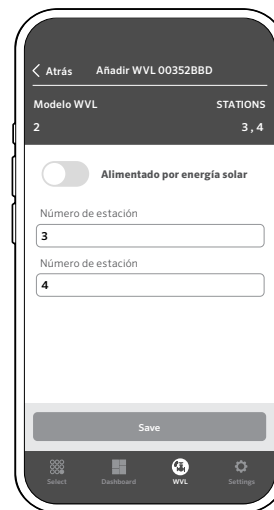 Atrás Añadir WVL 00352BBD
Modelo WVL STATIONS
2 3 , 4
Alimentado por energía solar
Número de estación
3
Número de estación
4
Save
Select Dashboard WVL Settings